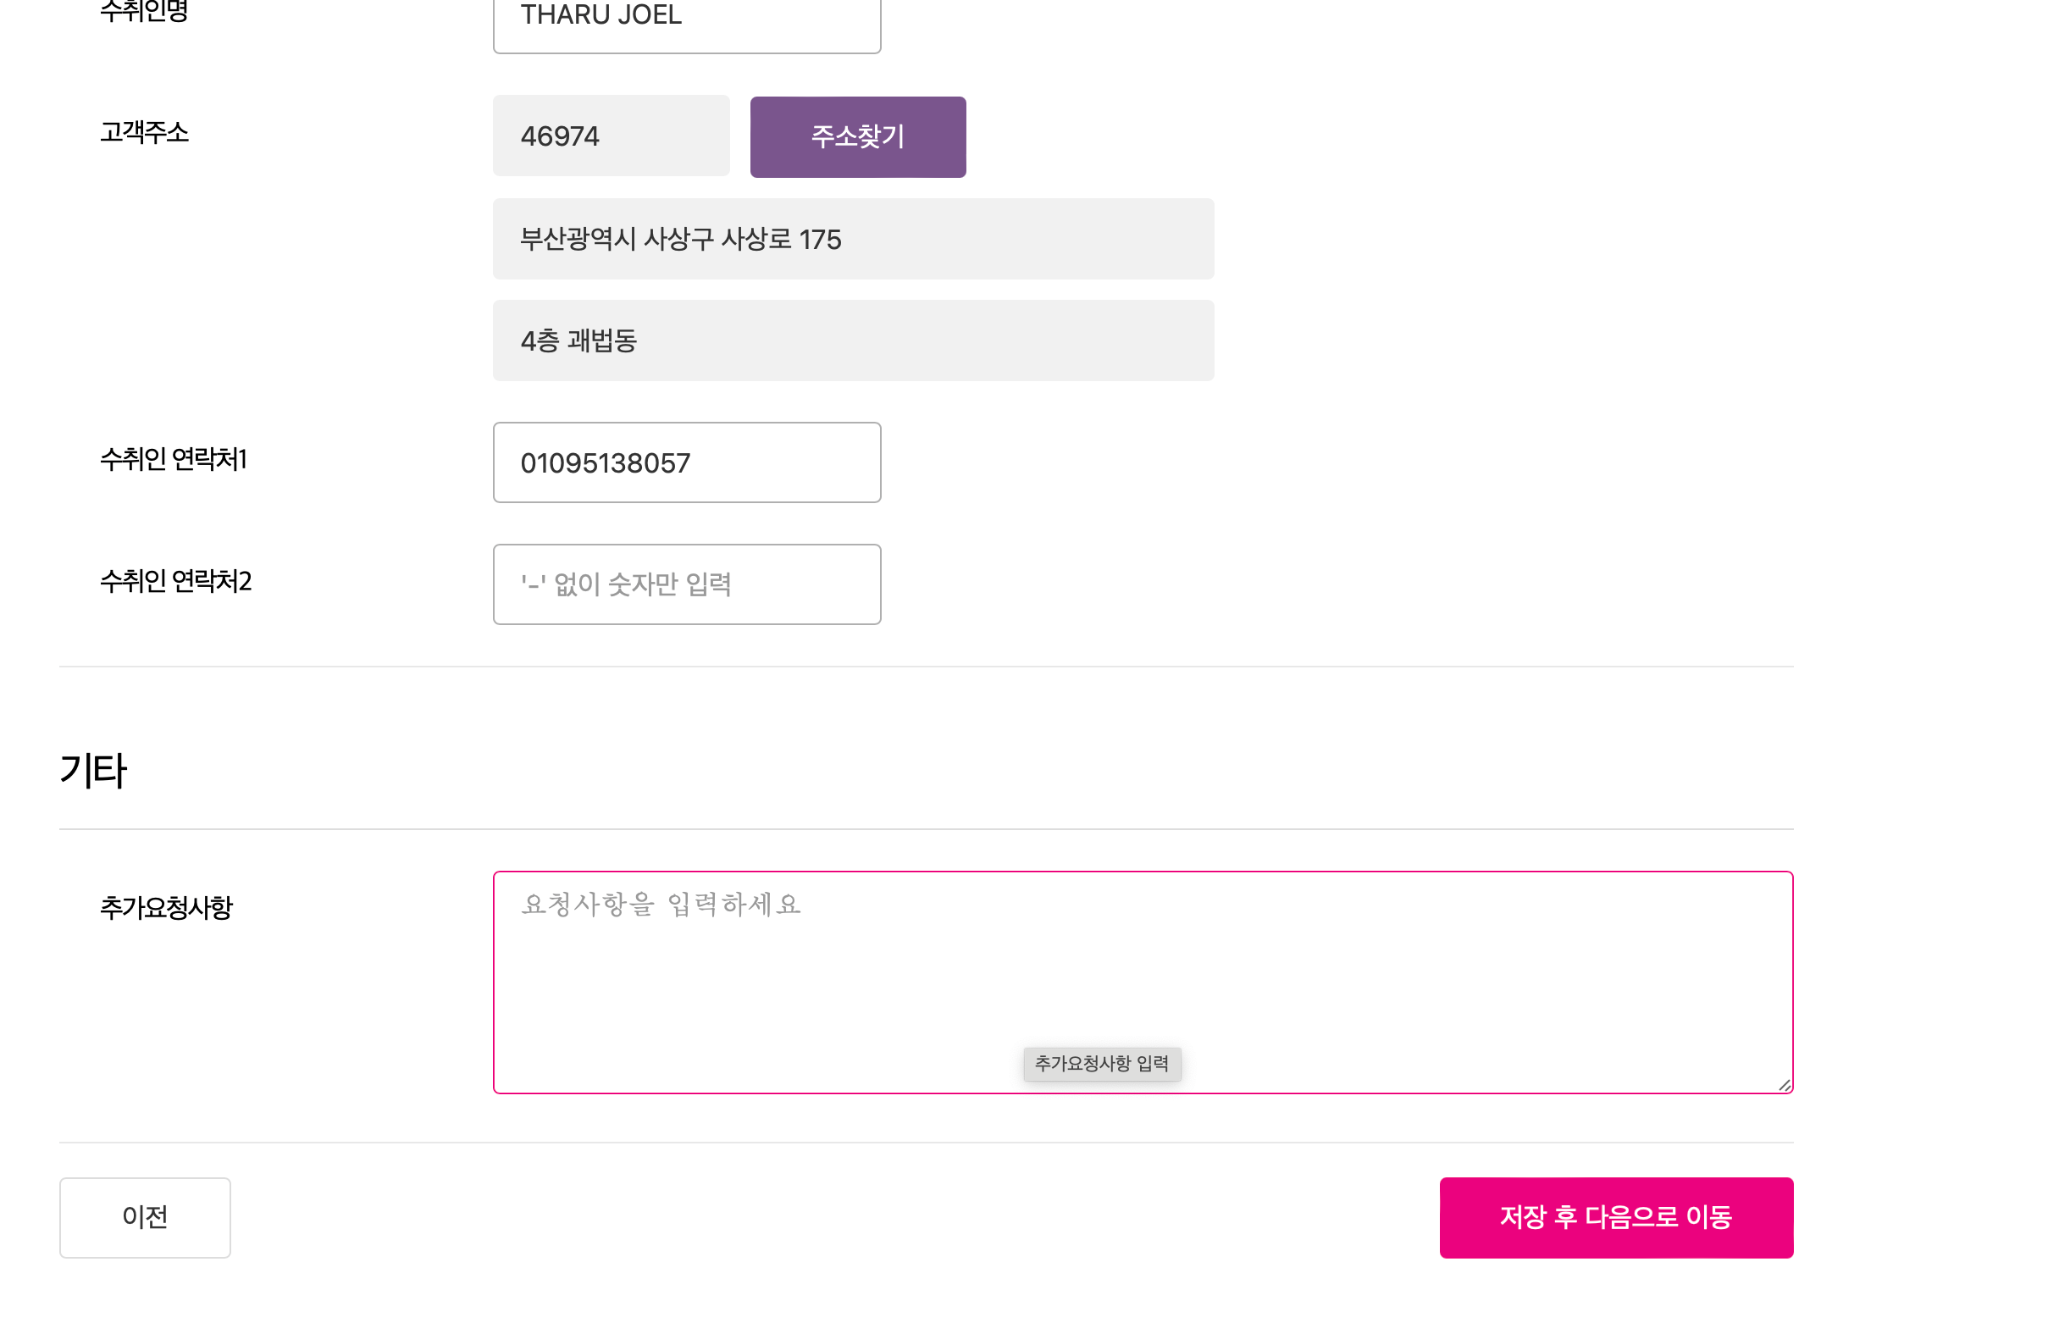 수취인명
THARU JOEL
고객주소
46974
주소찾기
부산광역시 사상구 사상로 175
4층 괘법동
수취인 연락처1
01095138057
수취인 연락처2
'-' 없이 숫자만 입력
기타
추가요청사항
요청사항을 입력하세요
추가요청사항 입력
이전
저장 후 다음으로 이동